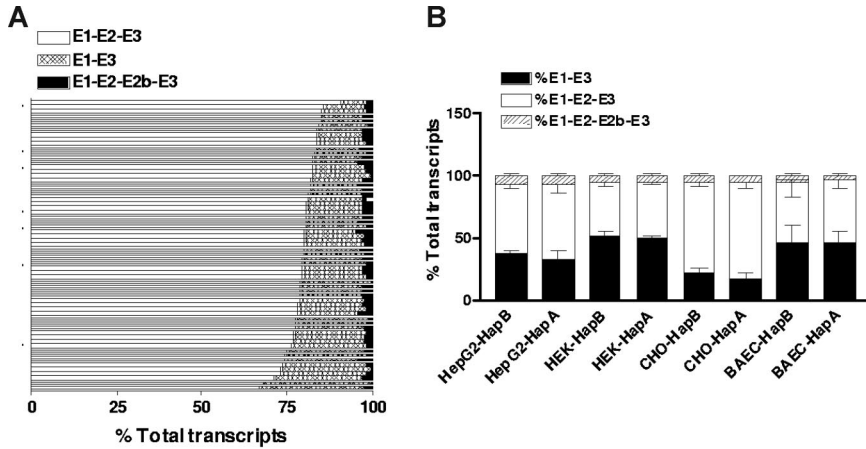 A
E1-E2-E3
E1-E3
E1-E2-E2b-E3
0 25 50 75 100
% Total transcripts
B
%E1-E3
%E1-E2-E3
%E1-E2-E2b-E3
150
100
50
0
% Total transcripts
HepG2-HapB
HepG2-HapA
HEK-HapB
HEK-HapA
CHO-HapB
CHO-HapA
BAEC-HapB
BAEC-HapA